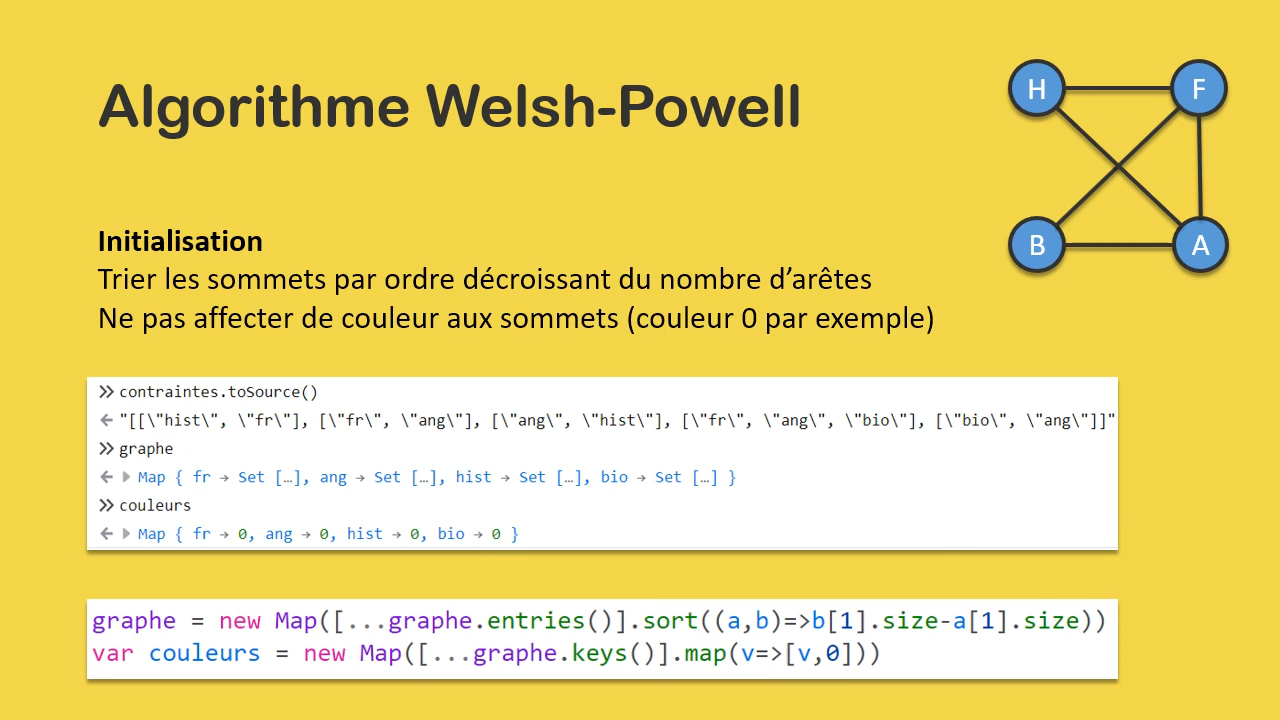 Algorithme Welsh-Powell
H F
B A
Initialisation
Trier les sommets par ordre décroissant du nombre d’arêtes
Ne pas affecter de couleur aux sommets (couleur 0 par exemple)
>> contraintes.toSource()
← "[[\"hist\", \"fr\"], [\"fr\", \"ang\"], [\"ang\", \"hist\"], [\"fr\", \"ang\", \"bio\"], [\"bio\", \"ang\"]]"
>> graphe
← ▶ Map { fr → Set […], ang → Set […], hist → Set […], bio → Set […] }
>> couleurs
← ▶ Map { fr → 0, ang → 0, hist → 0, bio → 0 }
graphe = new Map([...graphe.entries()].sort((a,b)=>b[1].size-a[1].size))
var couleurs = new Map([...graphe.keys()].map(v=>[v,0]))